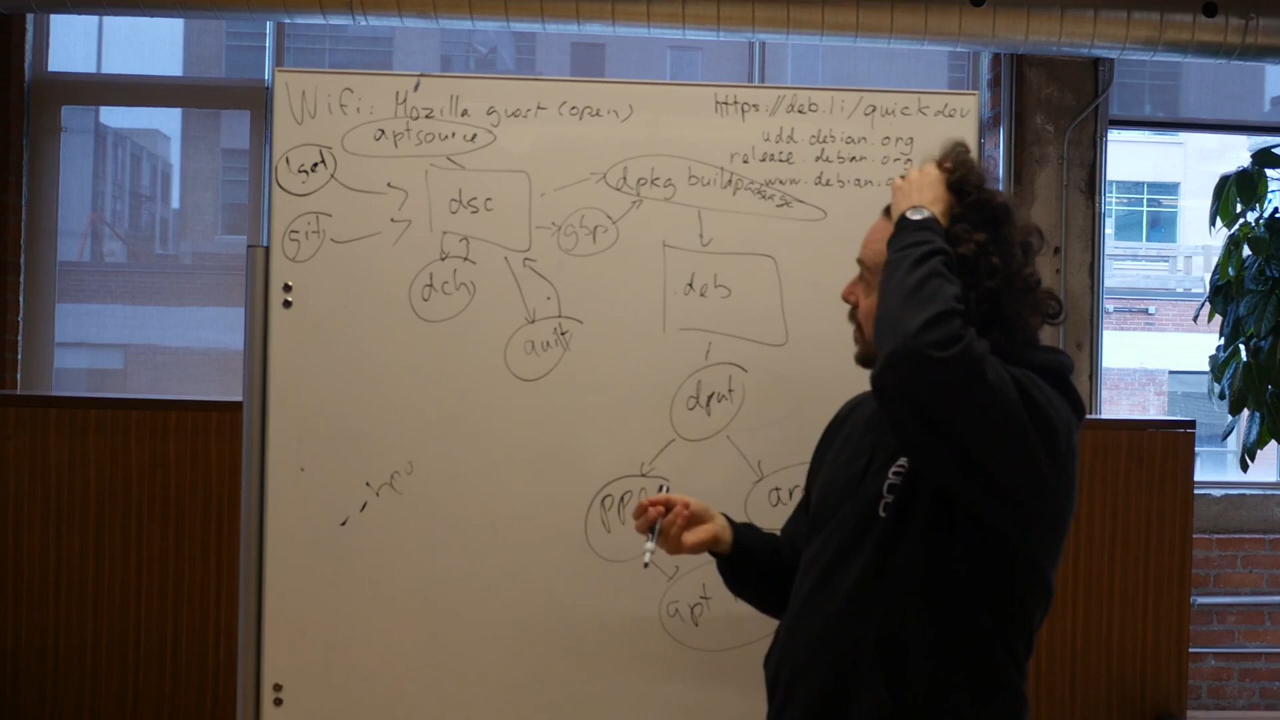 Wifi: Mozilla guest (open)
https://deb.li/quickdev
udd.debian.org
release.debian.org
www.debian.o
aptsource
git
dsc
gbp
dpkg buildpackage
dch
quilt
deb
dput
PPA
ar
apt